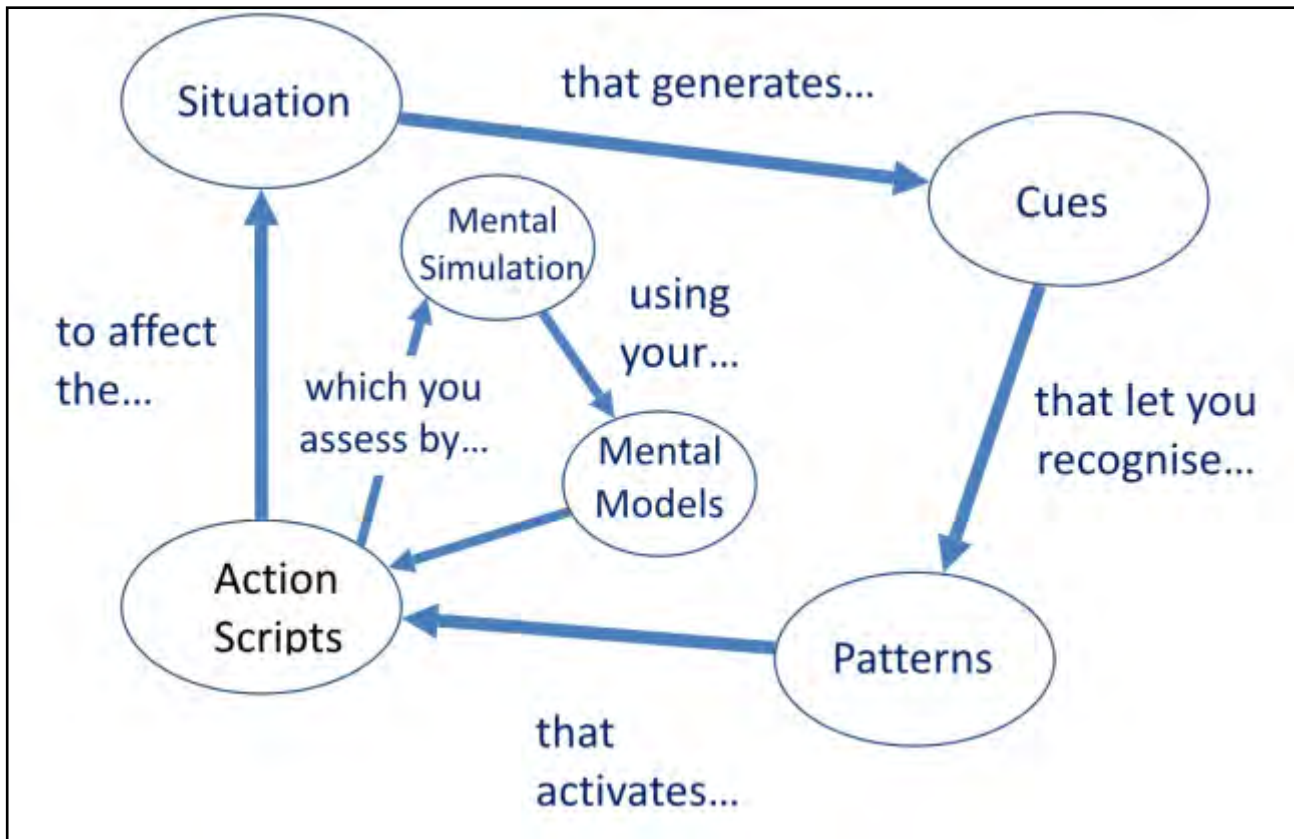 Situation
that generates...
Cues
Mental
Simulation
using
your...
to affect
the...
which you
assess by...
that let you
recognise...
Mental
Models
Action
Scripts
Patterns
that
activates...